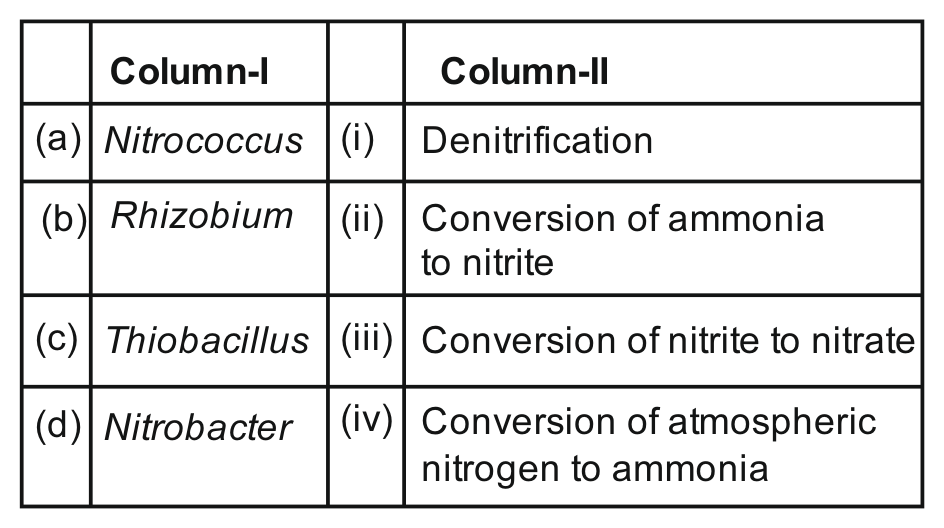 Column-I Column-II
(a) Nitrococcus (i) Denitrification
(b) Rhizobium (ii) Conversion of ammonia
to nitrite
(c) Thiobacillus (iii) Conversion of nitrite to nitrate
(d) Nitrobacter (iv) Conversion of atmospheric
nitrogen to ammonia